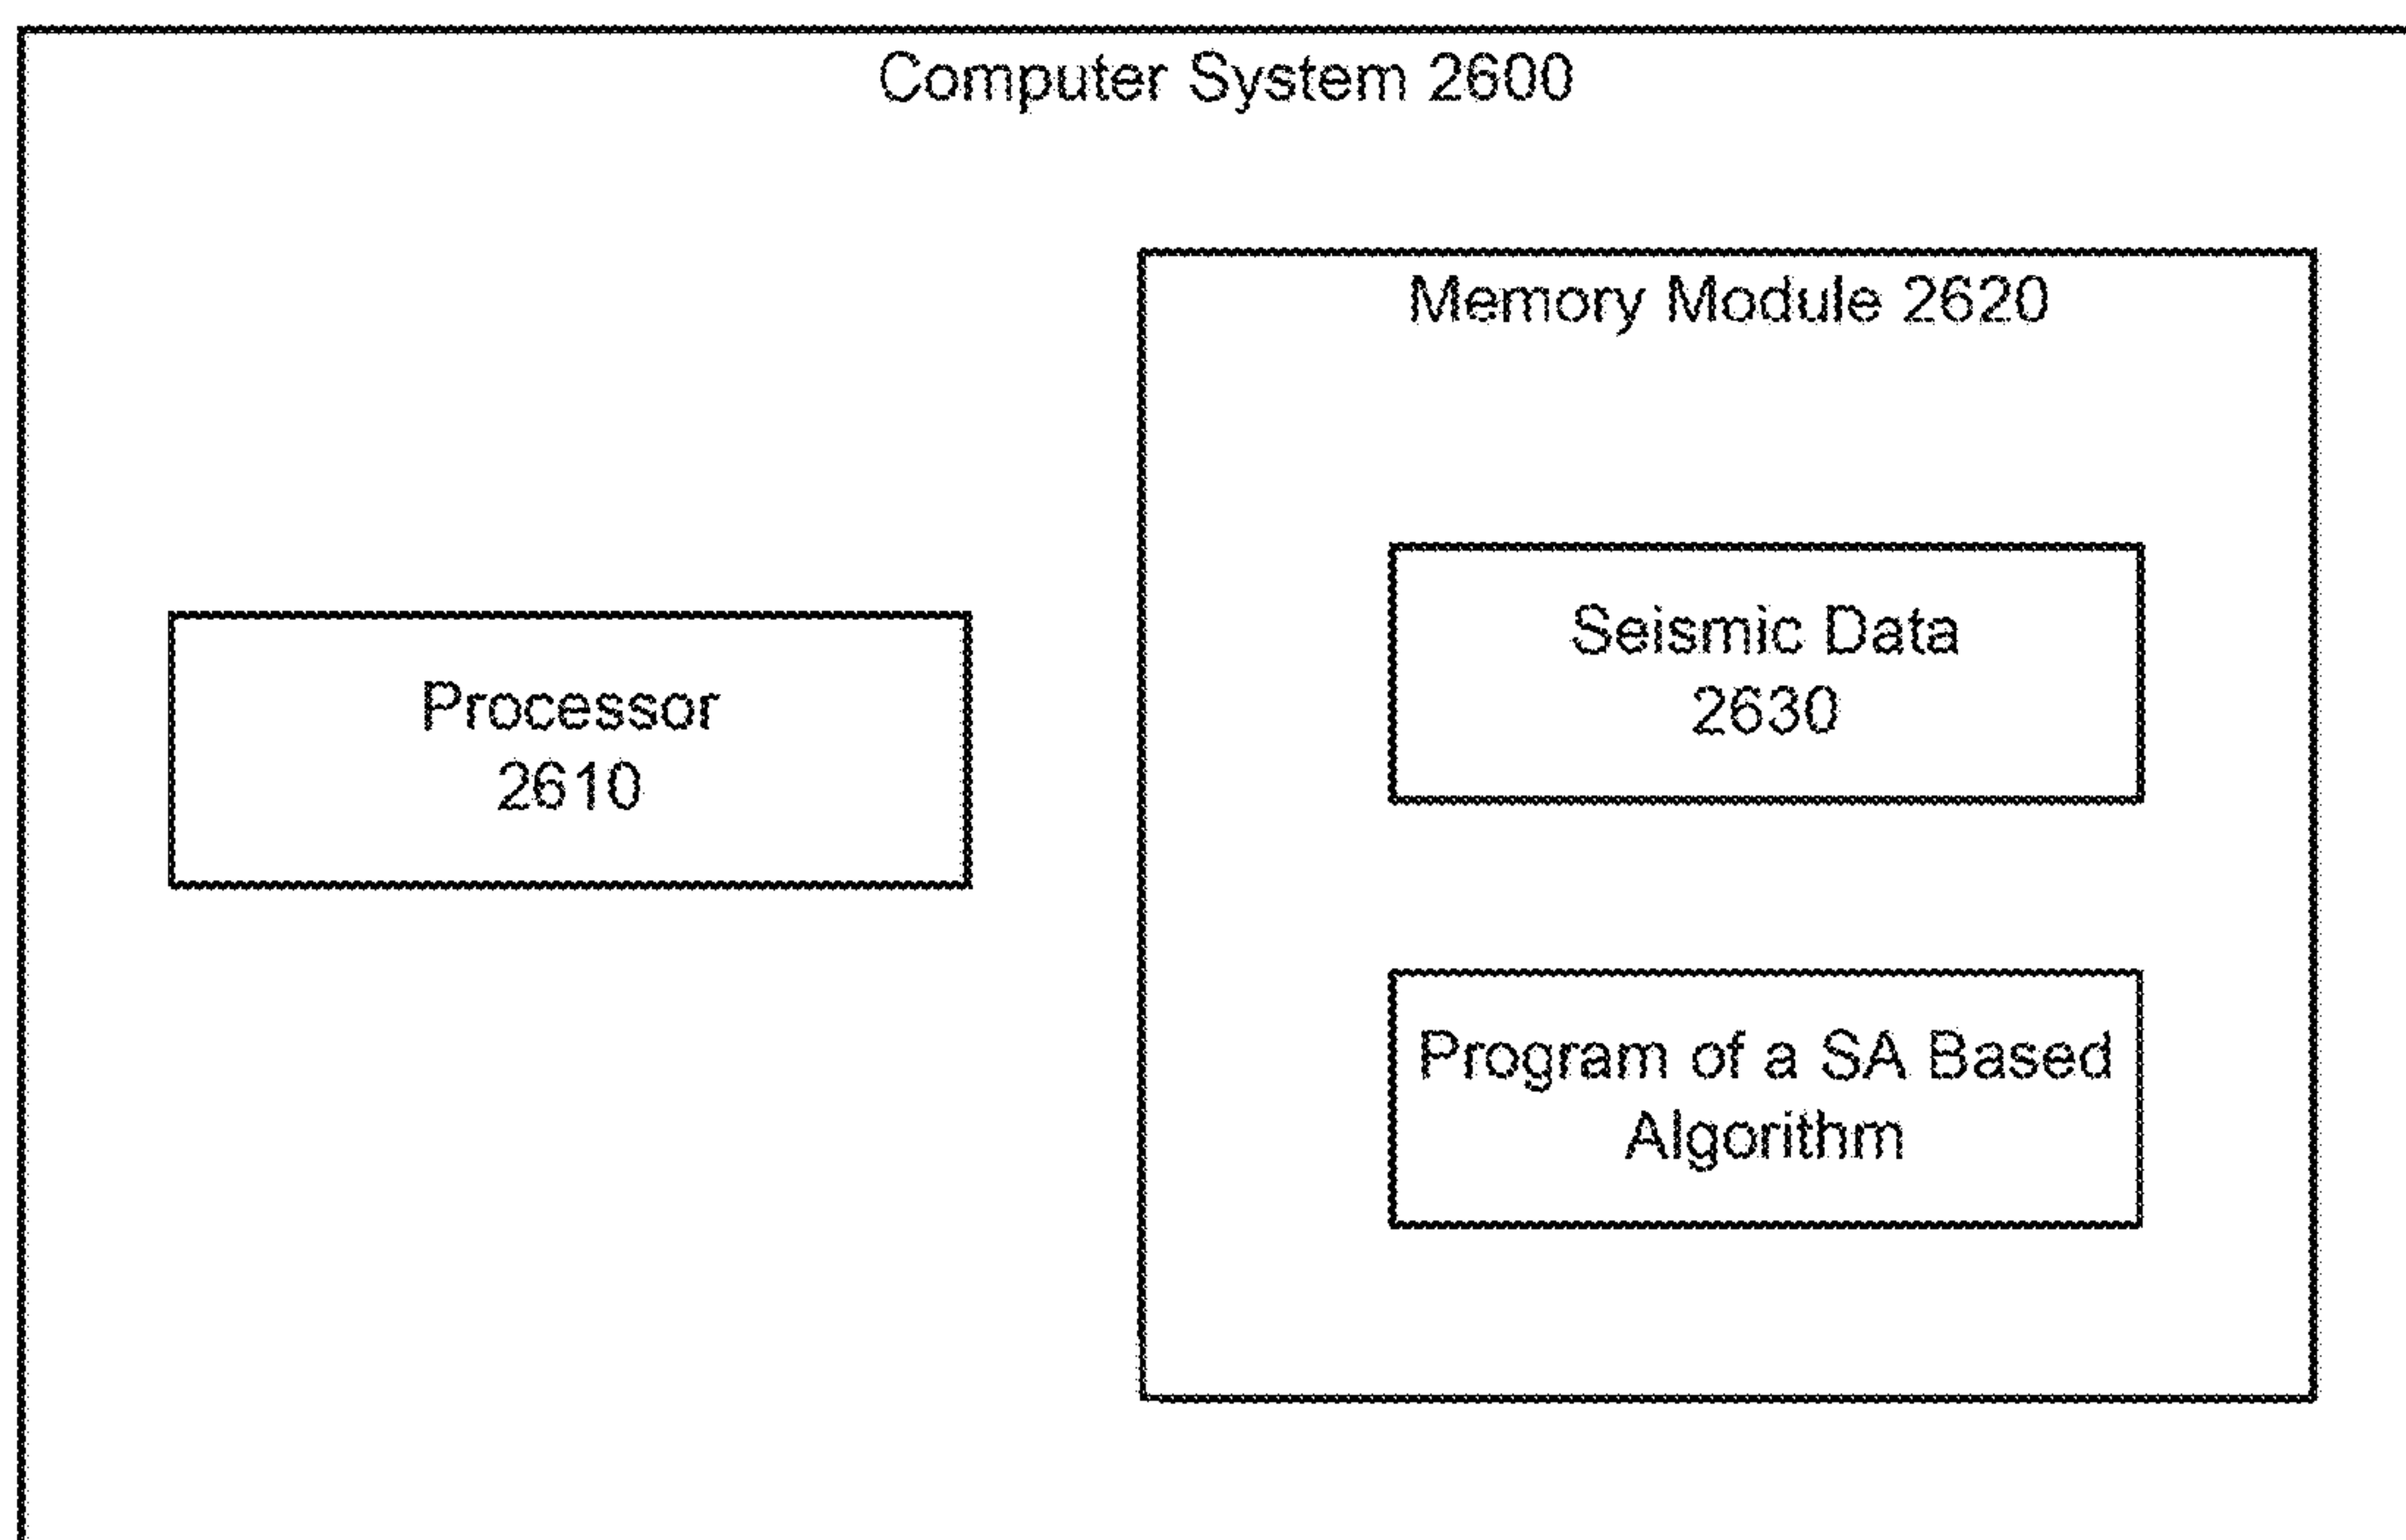 Computer System 2600
Memory Module 2620
Seismic Data
2630
Processor
2610
Program of a SA Based
Algorithm